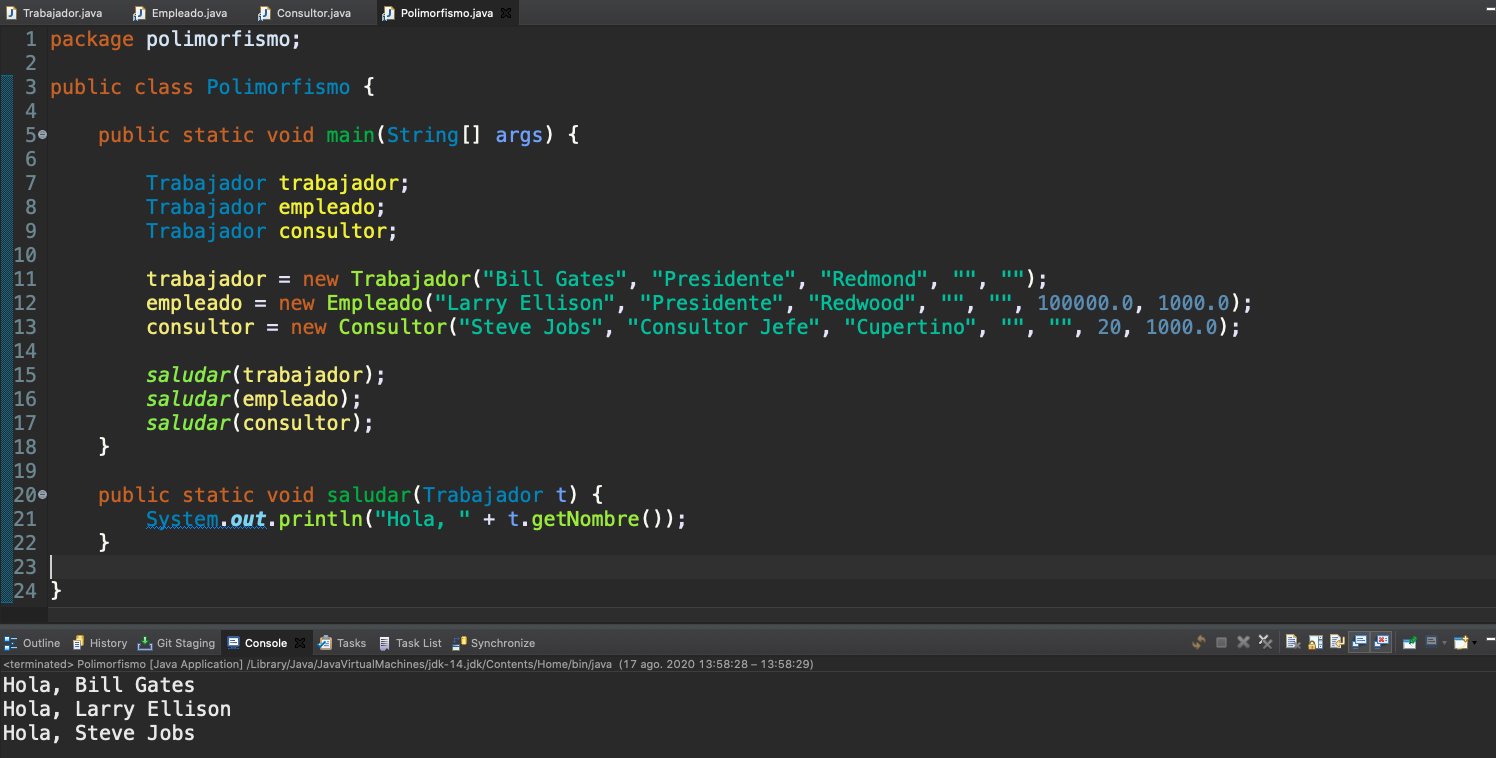 Trabajador.java Empleado.java Consultor.java Polimorfismo.java
1 package polimorfismo;
2
3 public class Polimorfismo {
4
5 public static void main(String[] args) {
6
7 Trabajador trabajador;
8 Trabajador empleado;
9 Trabajador consultor;
10
11 trabajador = new Trabajador("Bill Gates", "Presidente", "Redmond", "", "");
12 empleado = new Empleado("Larry Ellison", "Presidente", "Redwood", "", "", 100000.0, 1000.0);
13 consultor = new Consultor("Steve Jobs", "Consultor Jefe", "Cupertino", "", "", 20, 1000.0);
14
15 saludar(trabajador);
16 saludar(empleado);
17 saludar(consultor);
18 }
19
20 public static void saludar(Trabajador t) {
21 System.out.println("Hola, " + t.getNombre());
22 }
23
24 }
Outline History Git Staging Console Tasks Task List Synchronize
<terminated> Polimorfismo [Java Application] /Library/Java/JavaVirtualMachines/jdk-14.jdk/Contents/Home/bin/java (17 ago. 2020 13:58:28 – 13:58:29)
Hola, Bill Gates
Hola, Larry Ellison
Hola, Steve Jobs